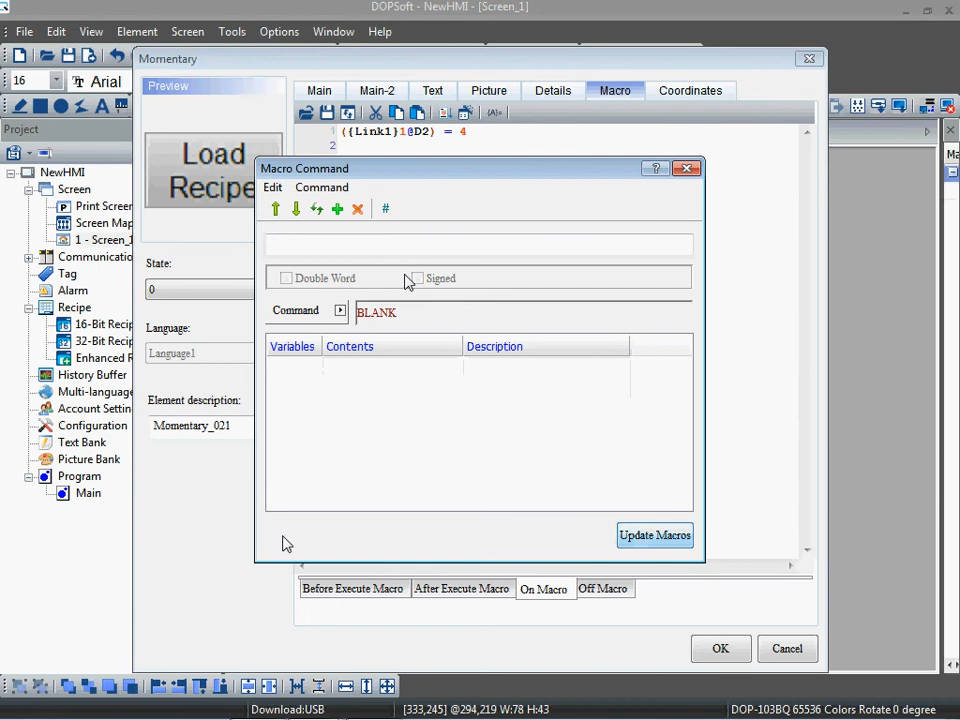 DOPSoft - NewHMI - [Screen_1]
File Edit View Element Screen Tools Options Window Help
16 Arial
Project
NewHMI
Screen
P Print Screen
Screen Map
1 - Screen_1
Communicatio
Tag
Alarm
Recipe
16-Bit Recip
32-Bit Recip
Enhanced R
History Buffer
Multi-language
Account Settin
Configuration
Text Bank
Picture Bank
Program
Main
Momentary
Preview
Load
Recipe
State:
0
Language:
Language1
Element description:
Momentary_021
Main Main-2 Text Picture Details Macro Coordinates
1 ({Link1}1@D2) = 4
2
Macro Command
Edit Command
#
Double Word Signed
Command BLANK
Variables Contents Description
Update Macros
Before Execute Macro After Execute Macro On Macro Off Macro
OK Cancel
Ma
Download:USB [333,245] @294,219 W:78 H:43 DOP-103BQ 65536 Colors Rotate 0 degree